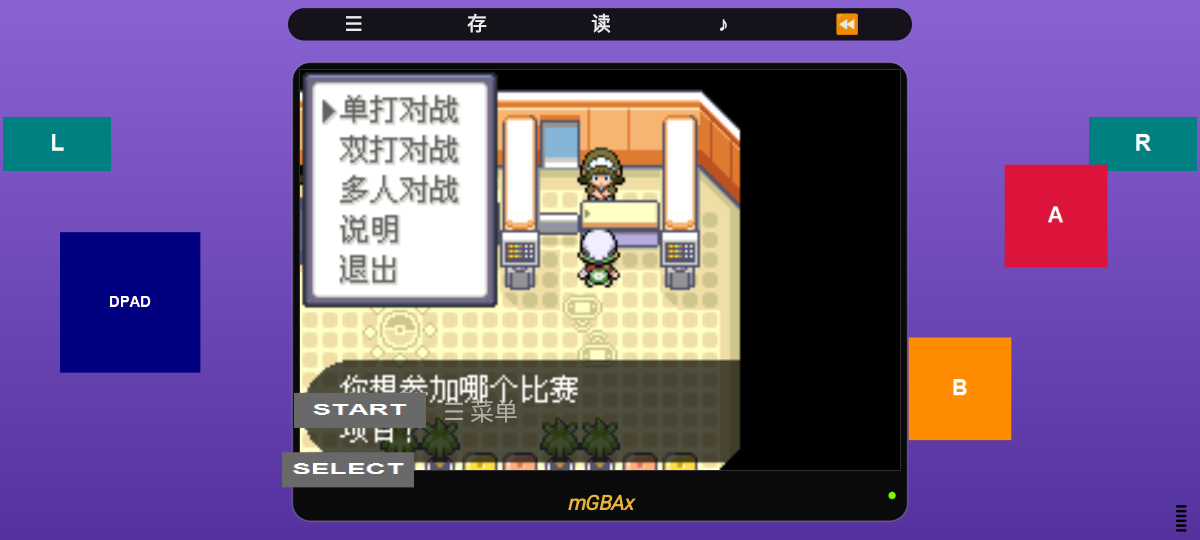 ☰ 存 读 ♪ ⏪
L
R
A
DPAD
B
单打对战
双打对战
多人对战
说明
退出
你想参加哪个比赛
项目？
START
☰ 菜单
SELECT
mGBAx